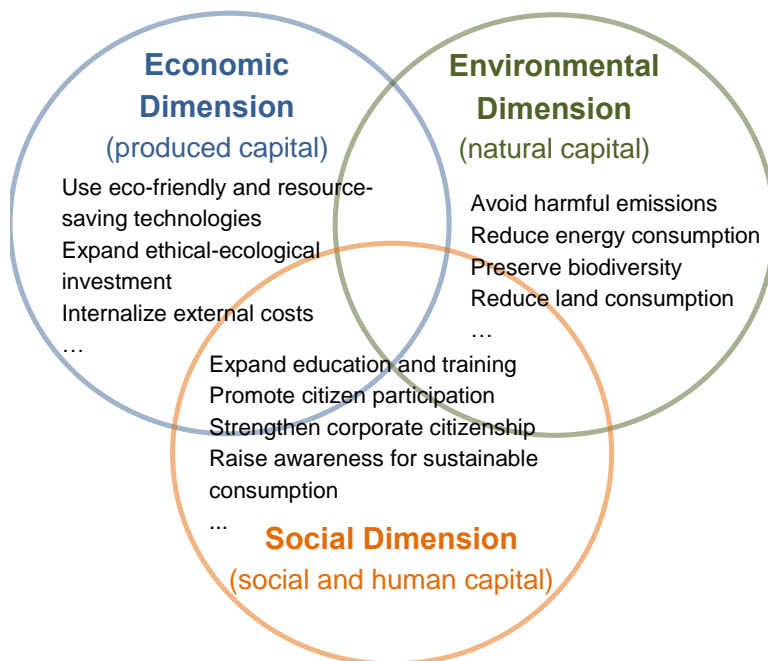 Economic
Dimension
(produced capital)
Use eco-friendly and resource-
saving technologies
Expand ethical-ecological
investment
Internalize external costs
…
Environmental
Dimension
(natural capital)
Avoid harmful emissions
Reduce energy consumption
Preserve biodiversity
Reduce land consumption
…
Expand education and training
Promote citizen participation
Strengthen corporate citizenship
Raise awareness for sustainable
consumption
...
Social Dimension
(social and human capital)